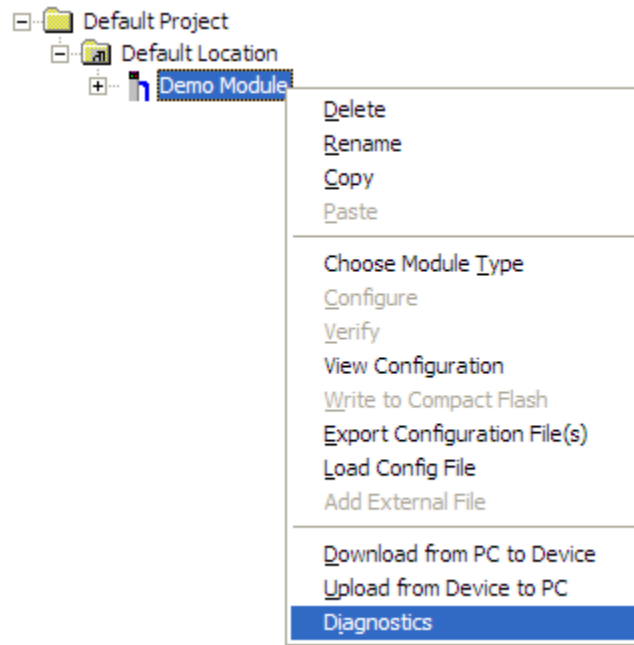 Default Project
Default Location
Demo Module
Delete
Rename
Copy
Paste
Choose Module Type
Configure
Verify
View Configuration
Write to Compact Flash
Export Configuration File(s)
Load Config File
Add External File
Download from PC to Device
Upload from Device to PC
Diagnostics